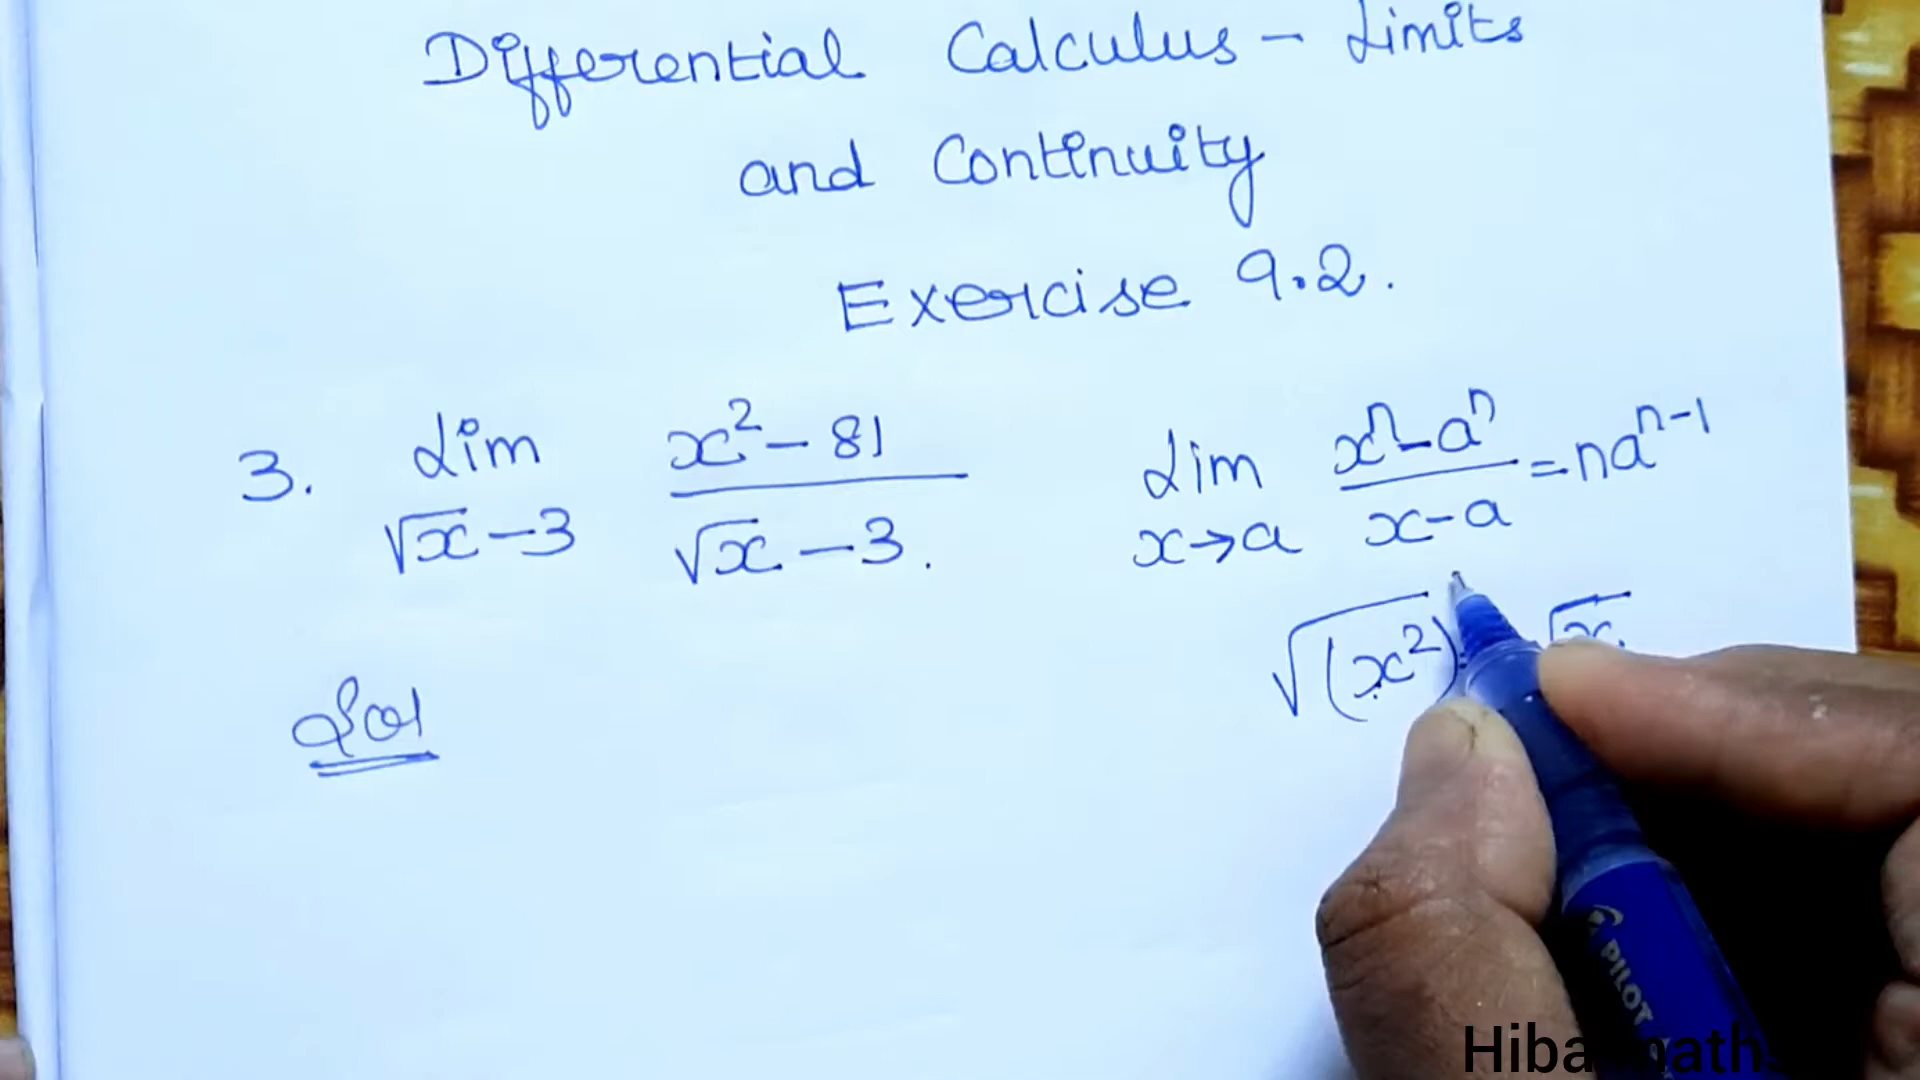 Differential Calculus - Limits
and Continuity
Exercise 9.2.
3. Lim √x - 3 (x² - 81) / (√x - 3).
Lim x→a (xⁿ - aⁿ) / (x - a) = naⁿ⁻¹
√(x²) √x
Sol
PILOT